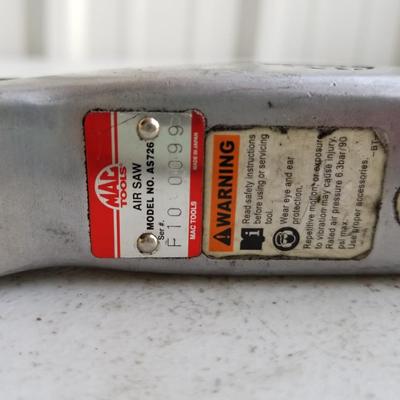 MAC
TOOLS
AIR SAW
MODEL NO. AS726
Ser #.
F10 0099
MAC TOOLS
MADE IN JAPAN
WARNING
Read safety instructions
before using or servicing
tool.
Wear eye and ear
protection.
Repetitive motion or exposure
to vibration may cause injury.
Rated air pressure 6.3bar/90
psi max.
Use proper accessories. -BT